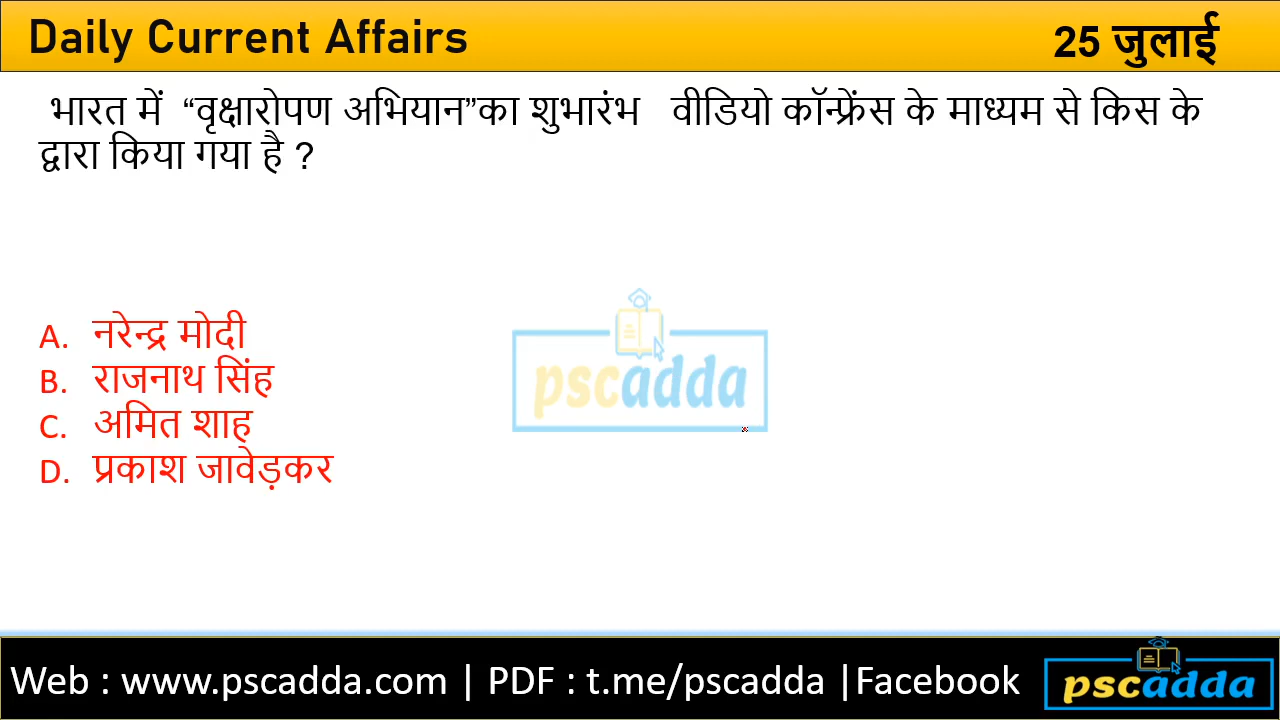 Daily Current Affairs
25 जुलाई
भारत में “वृक्षारोपण अभियान”का शुभारंभ वीडियो कॉन्फ्रेंस के माध्यम से किस के
द्वारा किया गया है ?
A. नरेन्द्र मोदी
B. राजनाथ सिंह
C. अमित शाह
D. प्रकाश जावेड़कर
pscadda
Web : www.pscadda.com | PDF : t.me/pscadda |Facebook
pscadda